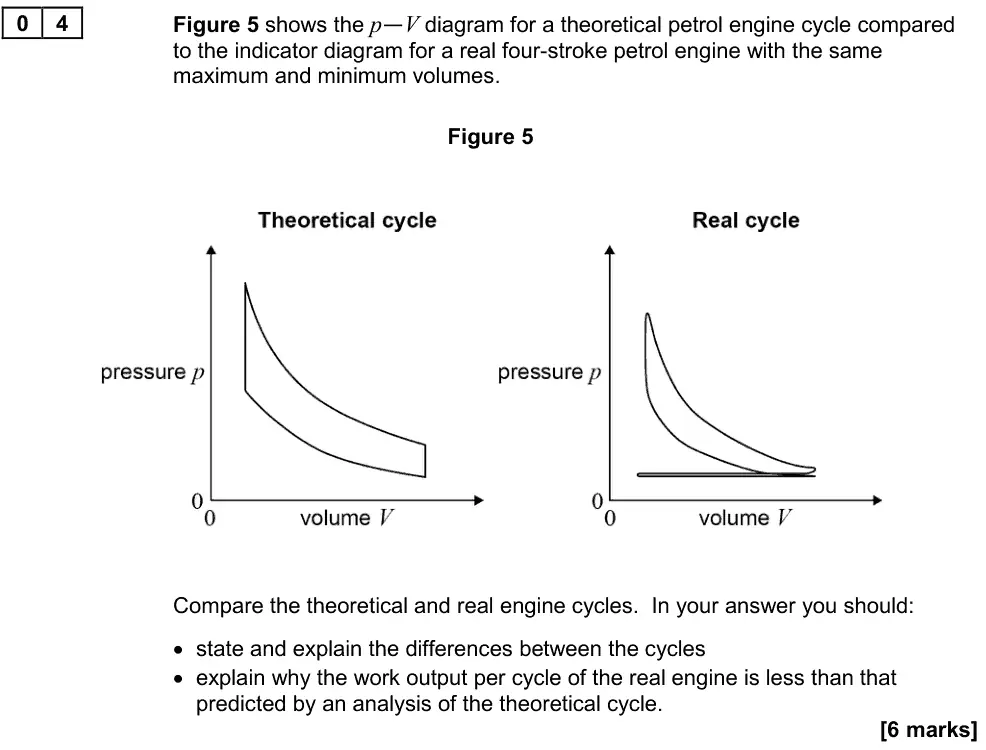 0 4
Figure 5 shows the p–V diagram for a theoretical petrol engine cycle compared
to the indicator diagram for a real four-stroke petrol engine with the same
maximum and minimum volumes.
Figure 5
Theoretical cycle
pressure p
0
0
volume V
Real cycle
pressure p
0
0
volume V
Compare the theoretical and real engine cycles. In your answer you should:
• state and explain the differences between the cycles
• explain why the work output per cycle of the real engine is less than that
predicted by an analysis of the theoretical cycle.
[6 marks]